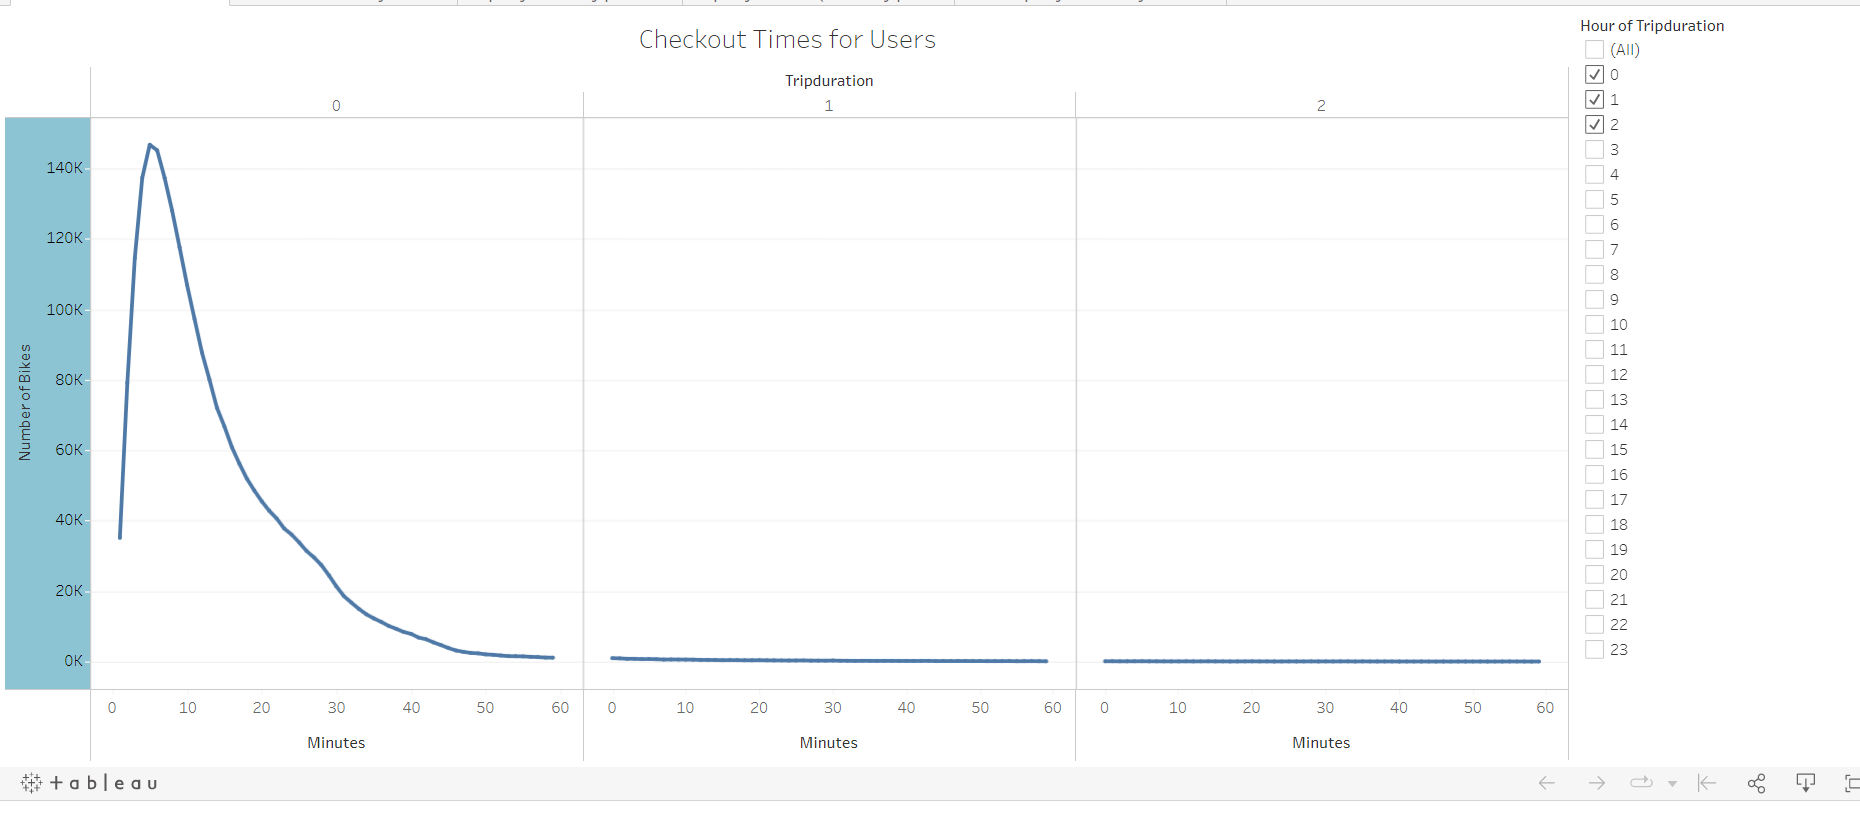 Checkout Times for Users
Tripduration
0 1 2
Number of Bikes
140K
120K
100K
80K
60K
40K
20K
0K
0 10 20 30 40 50 60 0 10 20 30 40 50 60 0 10 20 30 40 50 60
Minutes Minutes Minutes
Hour of Tripduration
(All)
0
1
2
3
4
5
6
7
8
9
10
11
12
13
14
15
16
17
18
19
20
21
22
23
+ a b l e a u